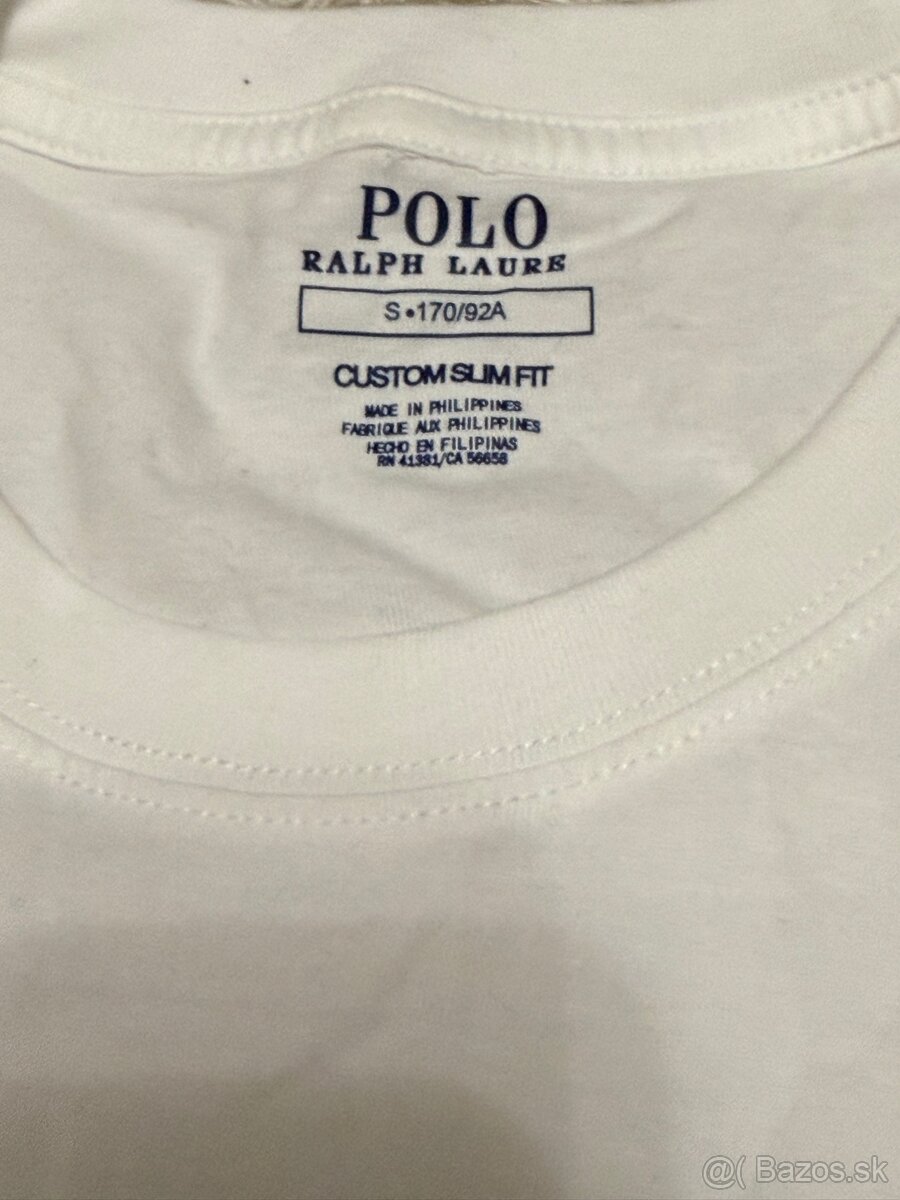 POLO
RALPH LAURE
S•170/92A
CUSTOM SLIM FIT
MADE IN PHILIPPINES
FABRIQUE AUX PHILIPPINES
HECHO EN FILIPINAS
RN 41381/CA 56658
@( Bazos.sk